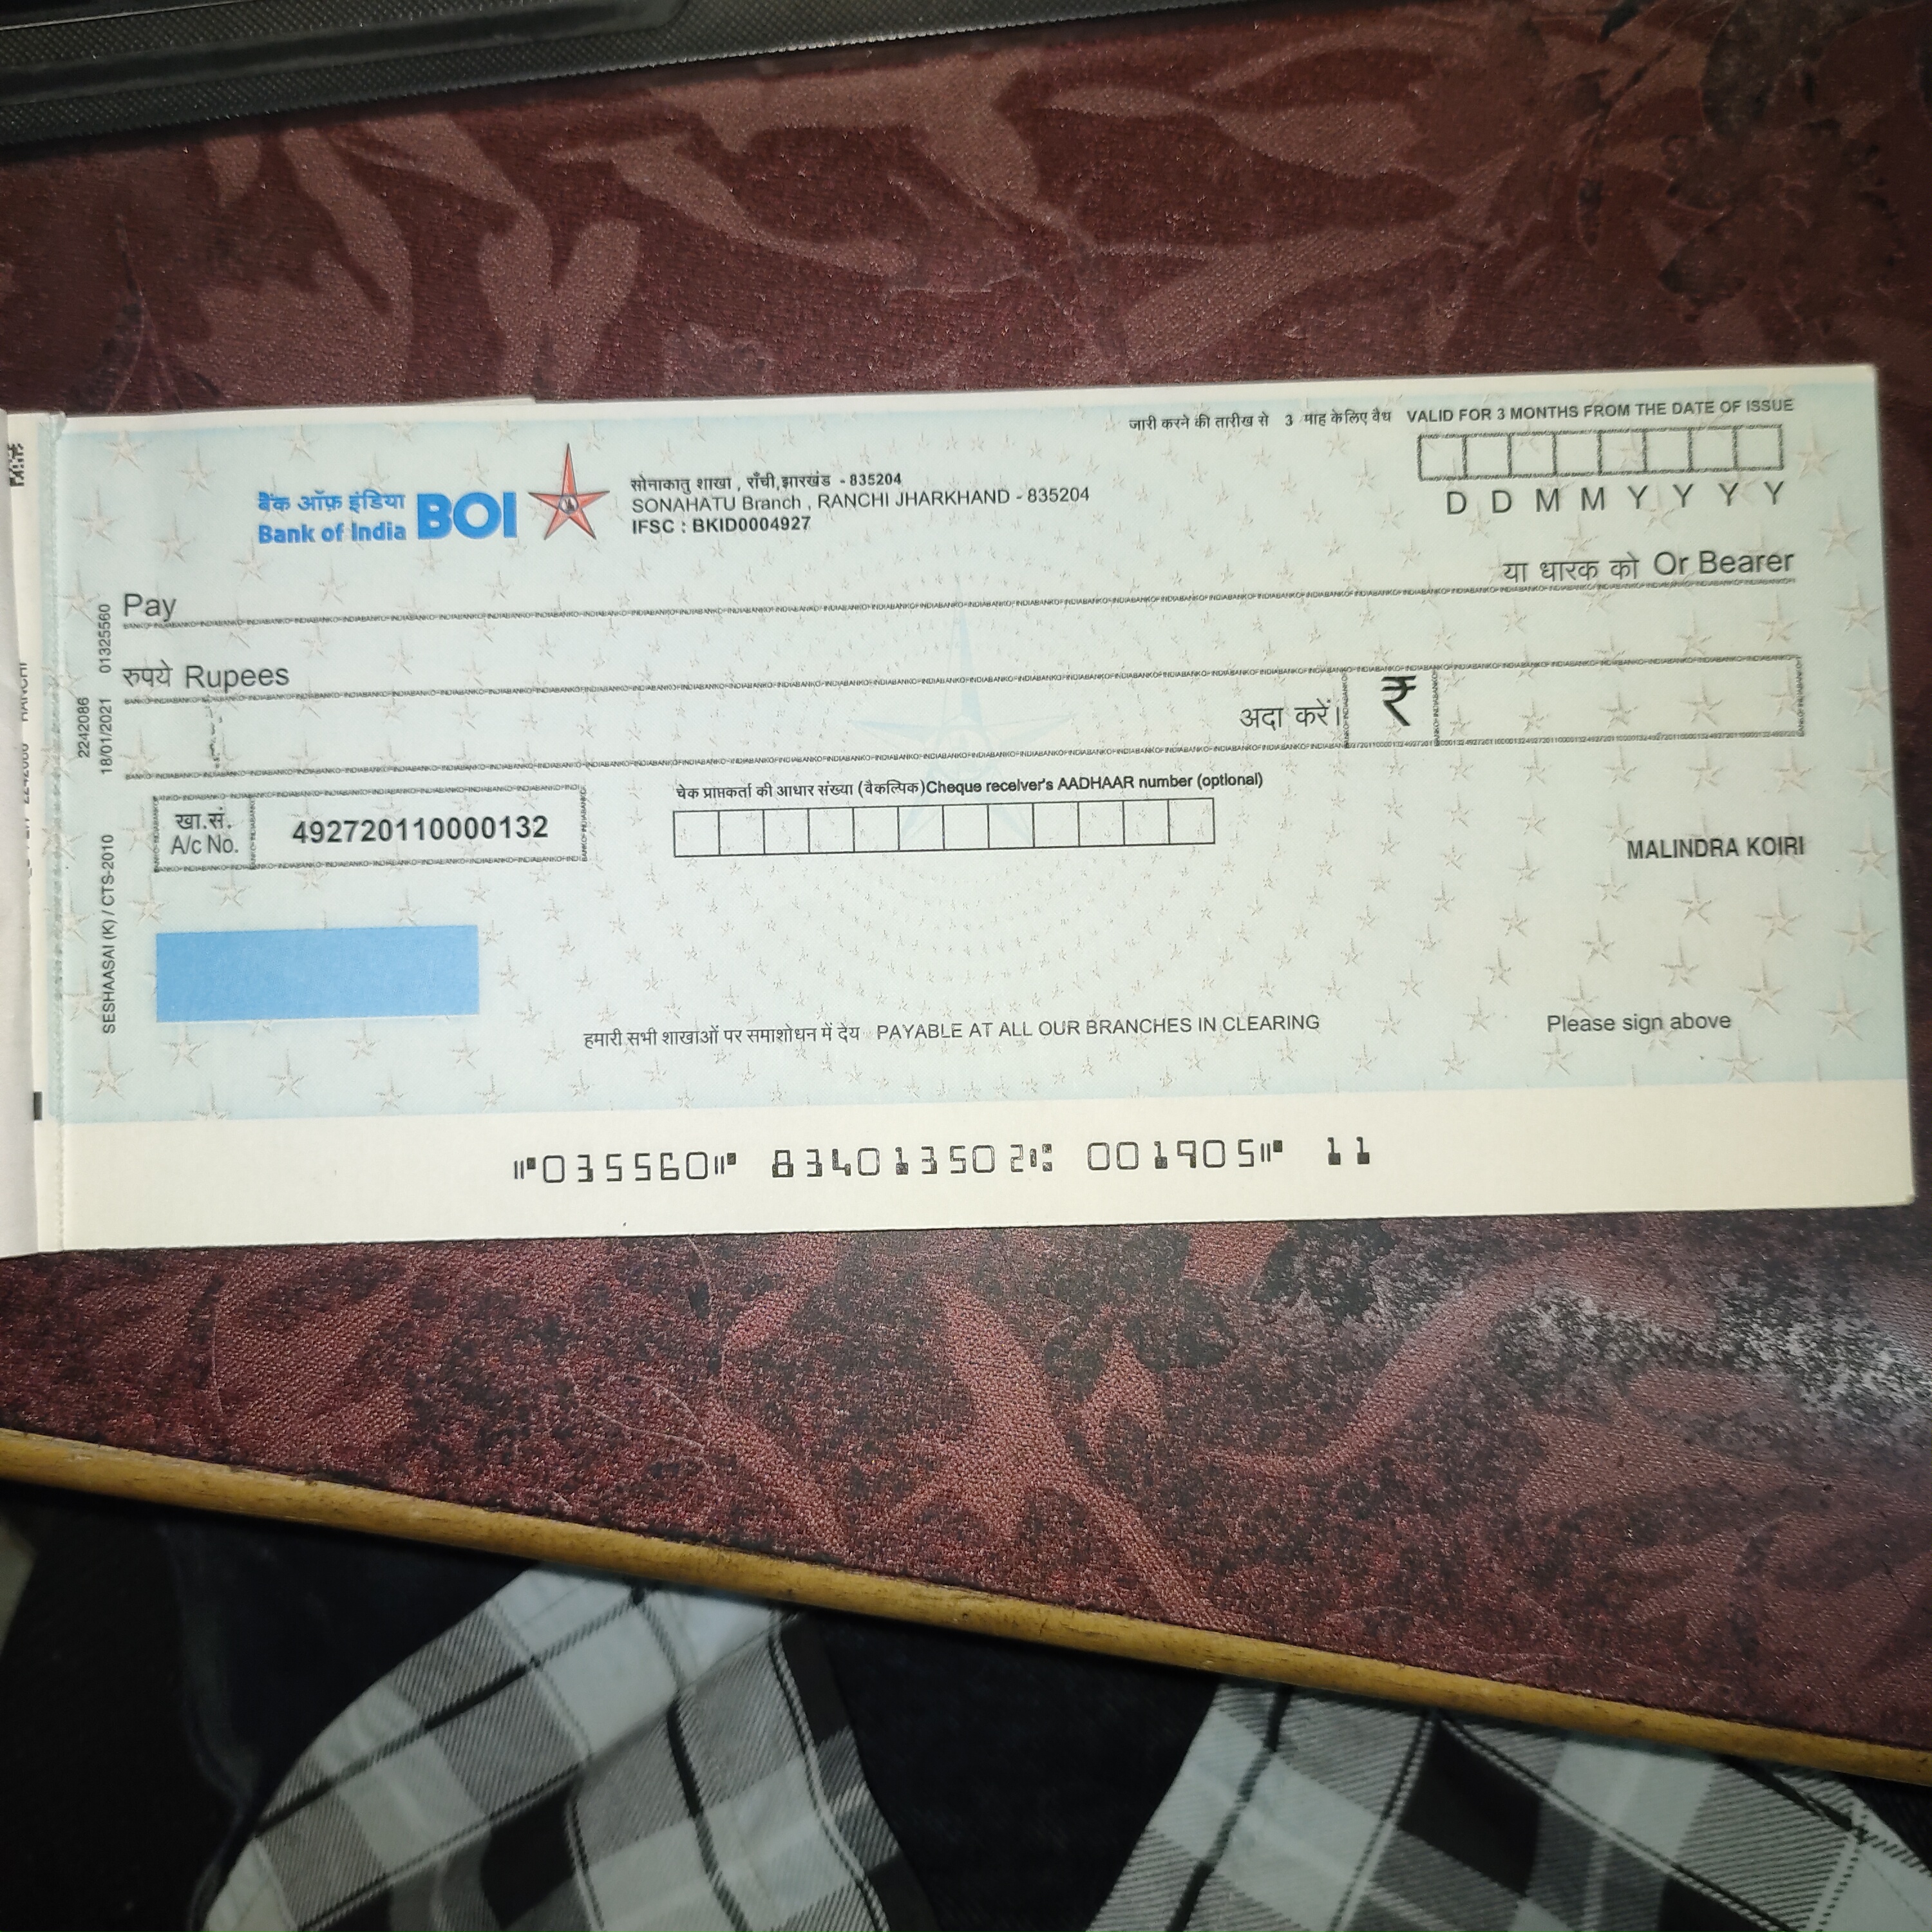 जारी करने की तारीख से 3 माह के लिए वैध VALID FOR 3 MONTHS FROM THE DATE OF ISSUE
बैंक ऑफ़ इंडिया
Bank of India
BOI
सोनाकातु शाखा , राँची,झारखंड - 835204
SONAHATU Branch , RANCHI JHARKHAND - 835204
IFSC : BKID0004927
D D M M Y Y Y Y
Pay
या धारक को Or Bearer
रुपये Rupees
अदा करें। ₹
खा.सं.
A/c No.
492720110000132
चेक प्राप्तकर्ता की आधार संख्या (वैकल्पिक)Cheque receiver's AADHAAR number (optional)
MALINDRA KOIRI
हमारी सभी शाखाओं पर समाशोधन में देय PAYABLE AT ALL OUR BRANCHES IN CLEARING
Please sign above
⑈035560⑈ 834013502⑆ 001905⑈ 11
2242086
18/01/2021 01325560
SESHAASAI (K) / CTS-2010
RANCHI